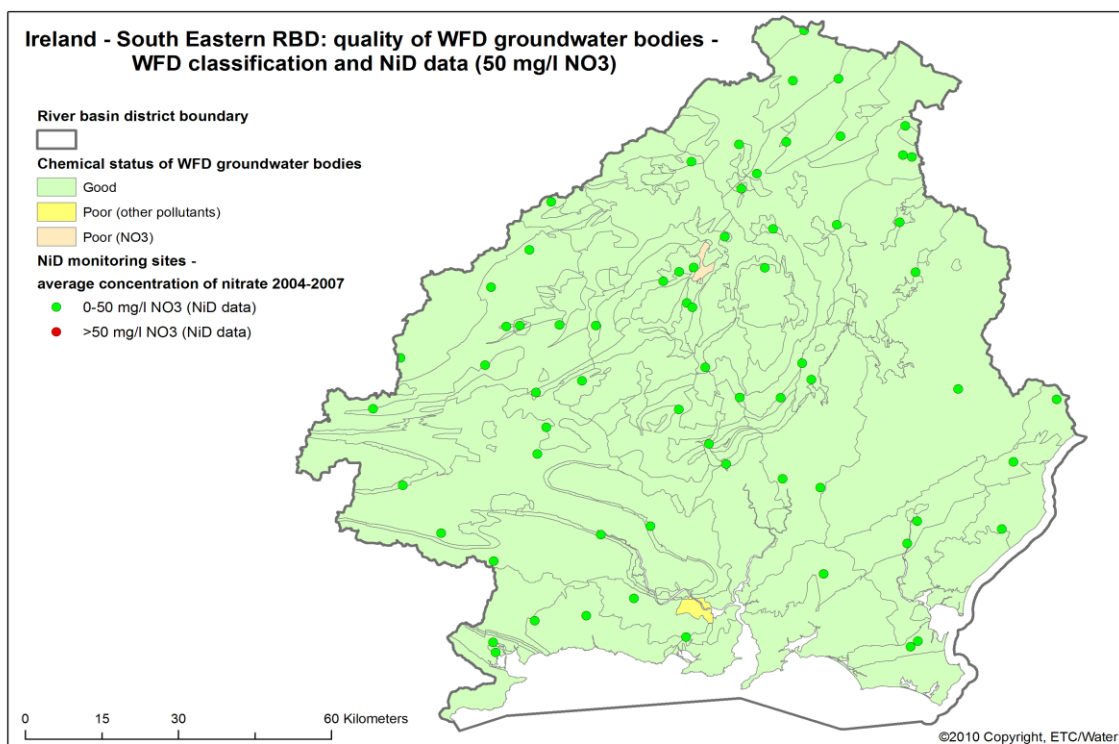 Ireland - South Eastern RBD: quality of WFD groundwater bodies -
WFD classification and NiD data (50 mg/l NO3)
River basin district boundary
Chemical status of WFD groundwater bodies
Good
Poor (other pollutants)
Poor (NO3)
NiD monitoring sites -
average concentration of nitrate 2004-2007
0-50 mg/l NO3 (NiD data)
>50 mg/l NO3 (NiD data)
0 15 30 60 Kilometers
©2010 Copyright, ETC/Water